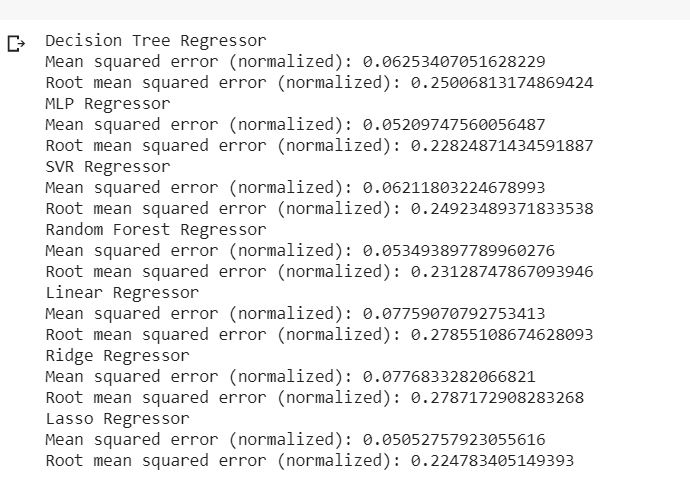 Decision Tree Regressor
Mean squared error (normalized): 0.06253407051628229
Root mean squared error (normalized): 0.25006813174869424
MLP Regressor
Mean squared error (normalized): 0.05209747560056487
Root mean squared error (normalized): 0.22824871434591887
SVR Regressor
Mean squared error (normalized): 0.06211803224678993
Root mean squared error (normalized): 0.24923489371833538
Random Forest Regressor
Mean squared error (normalized): 0.053493897789960276
Root mean squared error (normalized): 0.23128747867093946
Linear Regressor
Mean squared error (normalized): 0.07759070792753413
Root mean squared error (normalized): 0.27855108674628093
Ridge Regressor
Mean squared error (normalized): 0.0776833282066821
Root mean squared error (normalized): 0.2787172908283268
Lasso Regressor
Mean squared error (normalized): 0.05052757923055616
Root mean squared error (normalized): 0.224783405149393